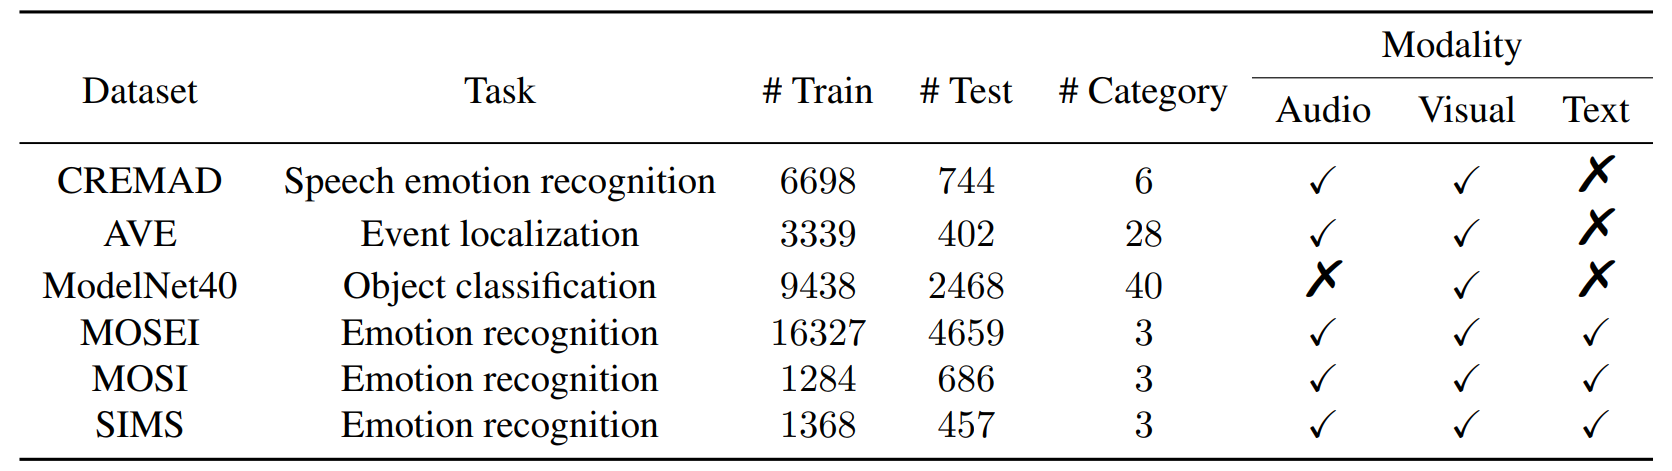 Modality
Dataset Task # Train # Test # Category
Audio Visual Text
CREMAD Speech emotion recognition 6698 744 6 ✓ ✓ ✗
AVE Event localization 3339 402 28 ✓ ✓ ✗
ModelNet40 Object classification 9438 2468 40 ✗ ✓ ✗
MOSEI Emotion recognition 16327 4659 3 ✓ ✓ ✓
MOSI Emotion recognition 1284 686 3 ✓ ✓ ✓
SIMS Emotion recognition 1368 457 3 ✓ ✓ ✓